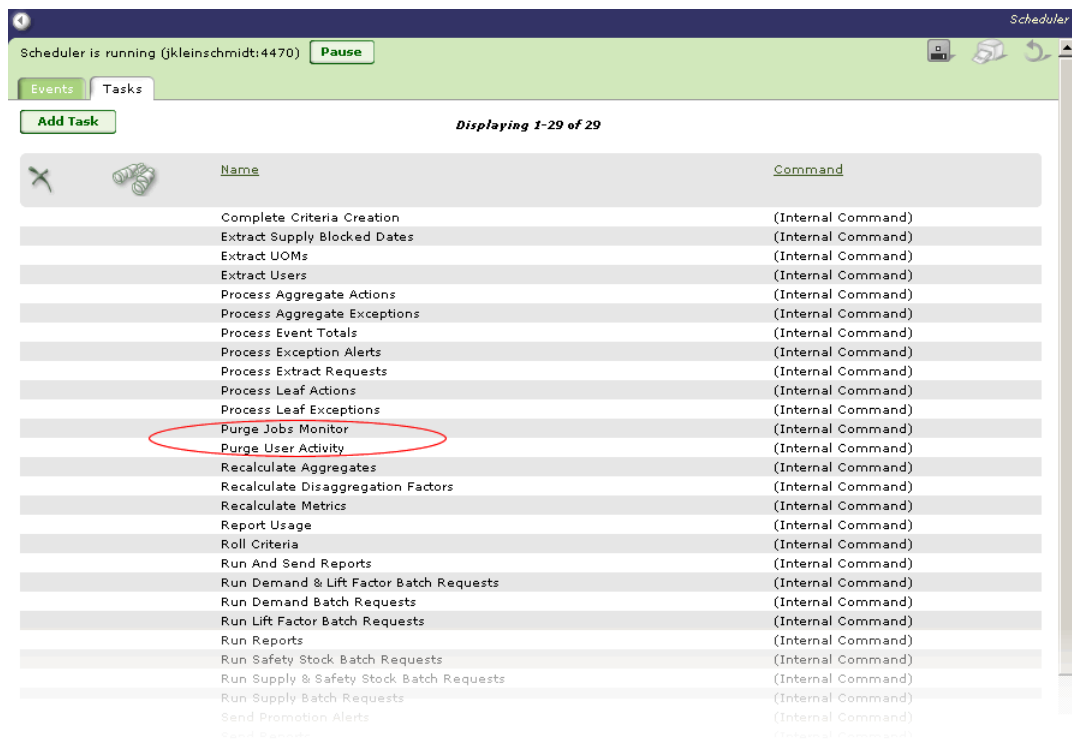 Scheduler
Scheduler is running (jkleinschmidt:4470) Pause
Events Tasks
Add Task Displaying 1-29 of 29
Name Command
Complete Criteria Creation (Internal Command)
Extract Supply Blocked Dates (Internal Command)
Extract UOMs (Internal Command)
Extract Users (Internal Command)
Process Aggregate Actions (Internal Command)
Process Aggregate Exceptions (Internal Command)
Process Event Totals (Internal Command)
Process Exception Alerts (Internal Command)
Process Extract Requests (Internal Command)
Process Leaf Actions (Internal Command)
Process Leaf Exceptions (Internal Command)
Purge Jobs Monitor (Internal Command)
Purge User Activity (Internal Command)
Recalculate Aggregates (Internal Command)
Recalculate Disaggregation Factors (Internal Command)
Recalculate Metrics (Internal Command)
Report Usage (Internal Command)
Roll Criteria (Internal Command)
Run And Send Reports (Internal Command)
Run Demand & Lift Factor Batch Requests (Internal Command)
Run Demand Batch Requests (Internal Command)
Run Lift Factor Batch Requests (Internal Command)
Run Reports (Internal Command)
Run Safety Stock Batch Requests (Internal Command)
Run Supply & Safety Stock Batch Requests (Internal Command)
Run Supply Batch Requests (Internal Command)
Send Promotion Alerts (Internal Command)
Send Reports (Internal Command)